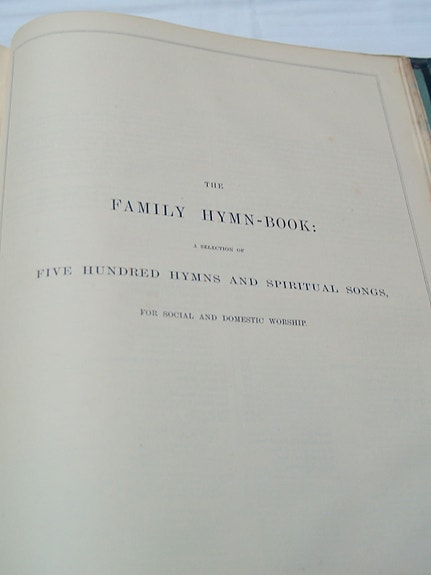 THE
FAMILY HYMN-BOOK:
A SELECTION OF
FIVE HUNDRED HYMNS AND SPIRITUAL SONGS,
FOR SOCIAL AND DOMESTIC WORSHIP.